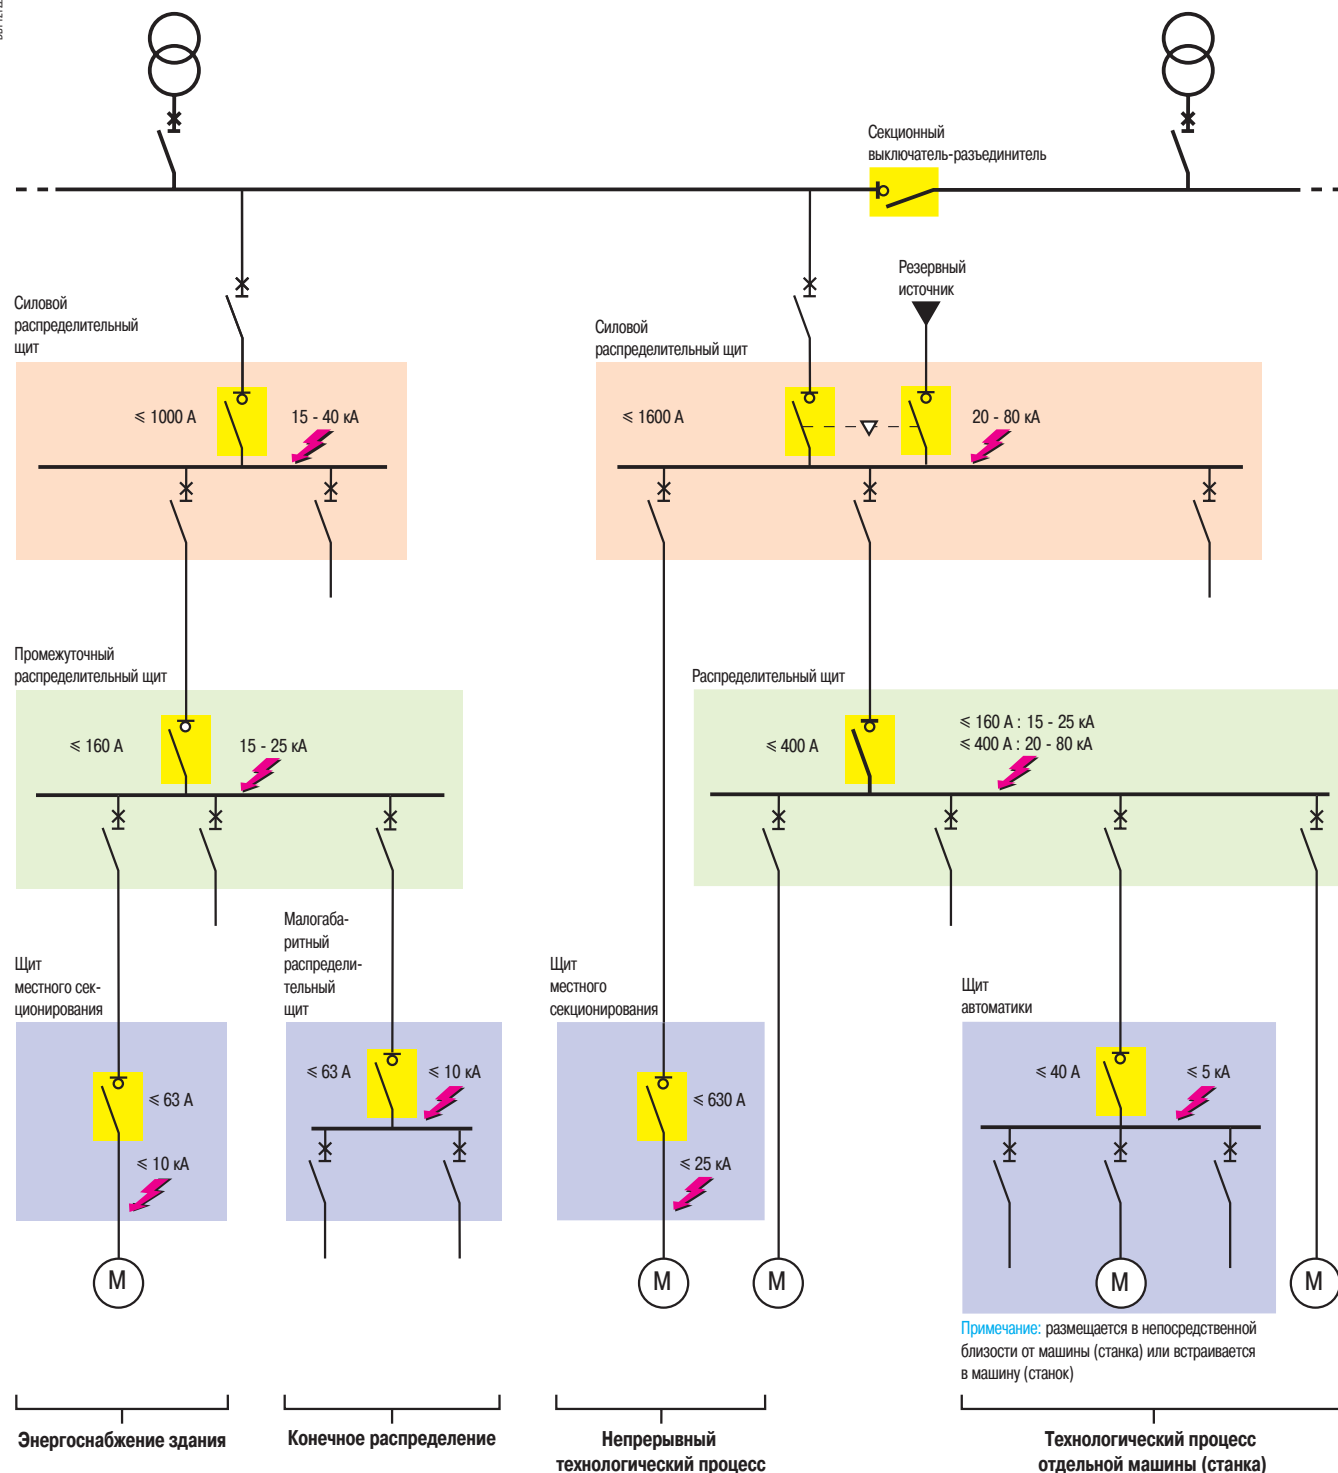 Секционный
выключатель-разъединитель
Резервный
источник
Силовой
распределительный
щит
Силовой
распределительный щит
≤ 1000 А
15 - 40 кА
≤ 1600 А
20 - 80 кА
Промежуточный
распределительный щит
Распределительный щит
≤ 160 А
15 - 25 кА
≤ 400 А
≤ 160 А : 15 - 25 кА
≤ 400 А : 20 - 80 кА
Щит
местного сек-
ционирования
Малогаба-
ритный
распредели-
тельный
щит
Щит
местного
секционирования
Щит
автоматики
≤ 63 А
≤ 10 кА
≤ 63 А
≤ 10 кА
≤ 630 А
≤ 25 кА
≤ 40 А
≤ 5 кА
М
М
М
М
М
Примечание: размещается в непосредственной
близости от машины (станка) или встраивается
в машину (станок)
Энергоснабжение здания
Конечное распределение
Непрерывный
технологический процесс
Технологический процесс
отдельной машины (станка)